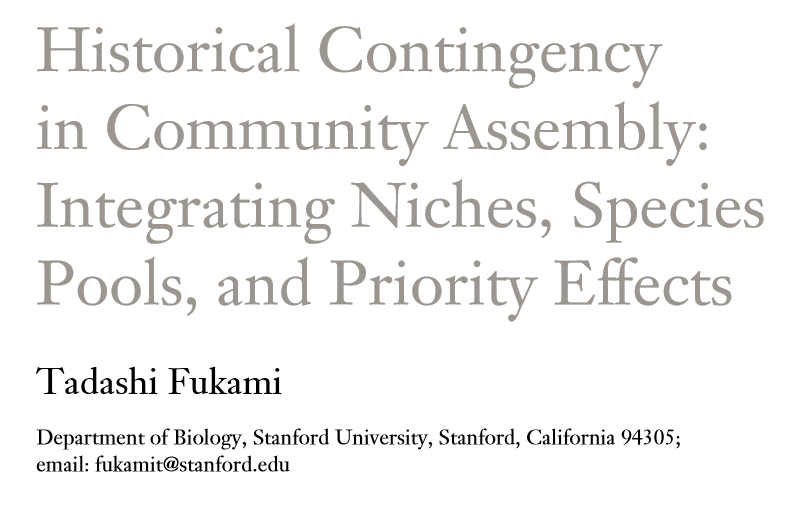 Historical Contingency
in Community Assembly:
Integrating Niches, Species
Pools, and Priority Effects
Tadashi Fukami
Department of Biology, Stanford University, Stanford, California 94305;
email: fukamit@stanford.edu